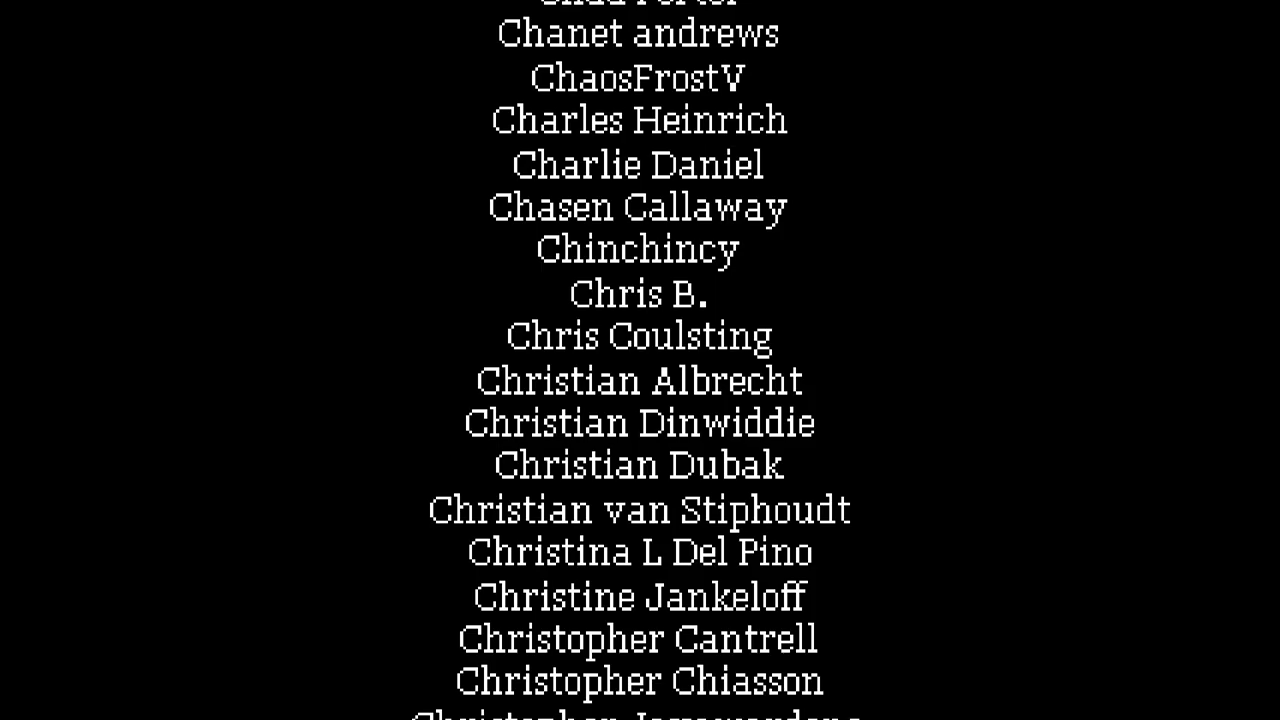 Chanet andrews
ChaosFrostV
Charles Heinrich
Charlie Daniel
Chasen Callaway
Chinchincy
Chris B.
Chris Coulsting
Christian Albrecht
Christian Dinwiddie
Christian Dubak
Christian van Stiphoudt
Christina L Del Pino
Christine Jankeloff
Christopher Cantrell
Christopher Chiasson
Christopher